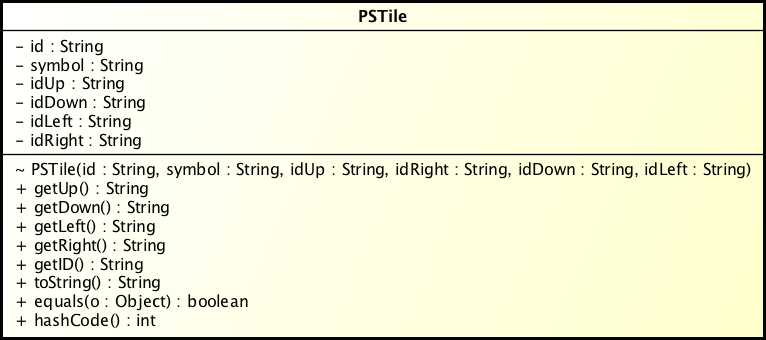 PSTile
- id : String
- symbol : String
- idUp : String
- idDown : String
- idLeft : String
- idRight : String
~ PSTile(id : String, symbol : String, idUp : String, idRight : String, idDown : String, idLeft : String)
+ getUp() : String
+ getDown() : String
+ getLeft() : String
+ getRight() : String
+ getID() : String
+ toString() : String
+ equals(o : Object) : boolean
+ hashCode() : int